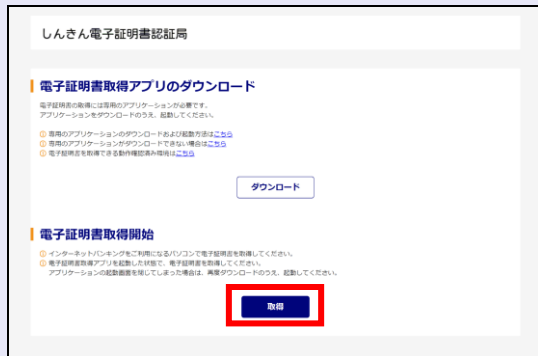 しんきん電子証明書認証局
電子証明書取得アプリのダウンロード
電子証明書の取得には専用のアプリケーションが必要です。
アプリケーションをダウンロードのうえ、起動してください。
専用のアプリケーションのダウンロードおよび起動方法はこちら
専用のアプリケーションがダウンロードできない場合はこちら
電子証明書を取得できる動作確認済み環境はこちら
ダウンロード
電子証明書取得開始
インターネットバンキングをご利用になるパソコンで電子証明書を取得してください。
電子証明書取得アプリを起動した状態で、電子証明書を取得してください。
アプリケーションの起動画面を閉じてしまった場合は、再度ダウンロードのうえ、起動してください。
取得